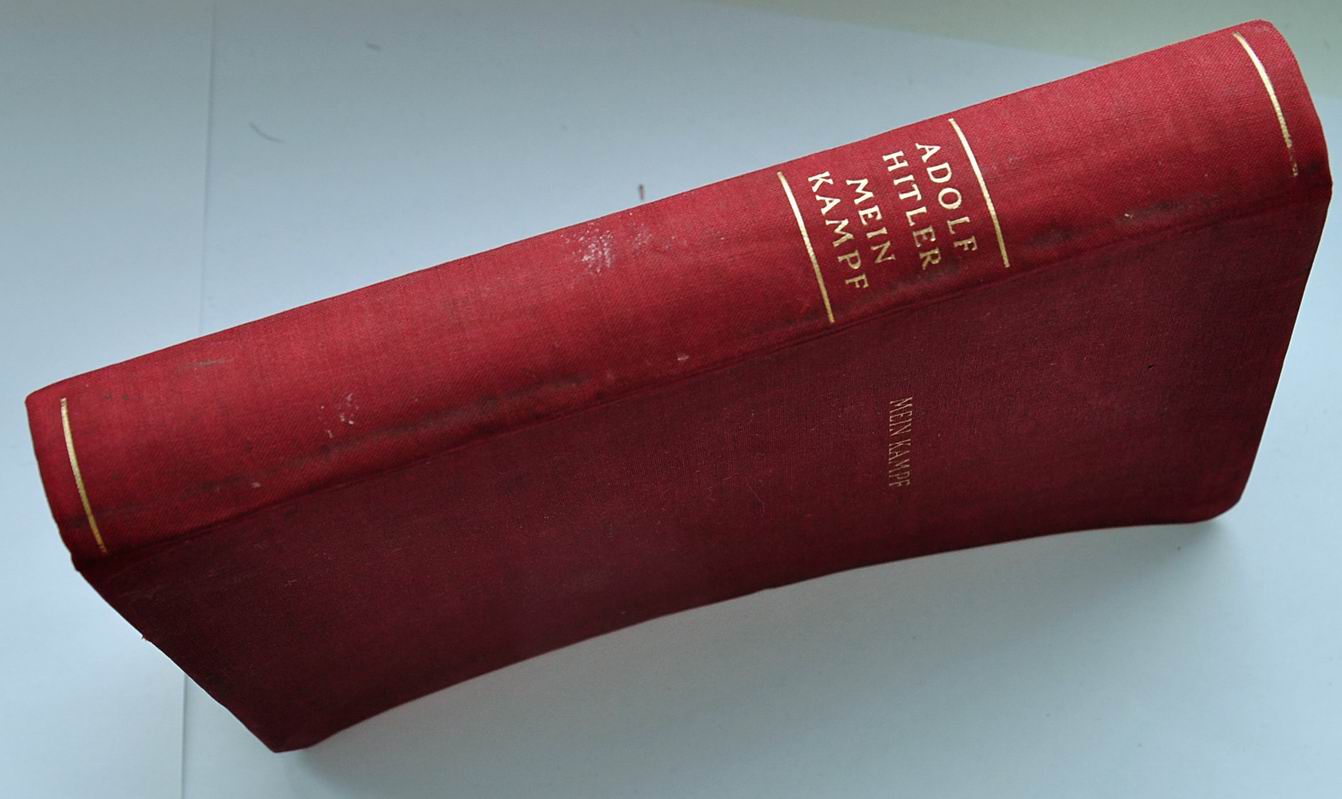 ADOLF
HITLER
MEIN
KAMPF
MEIN KAMPF